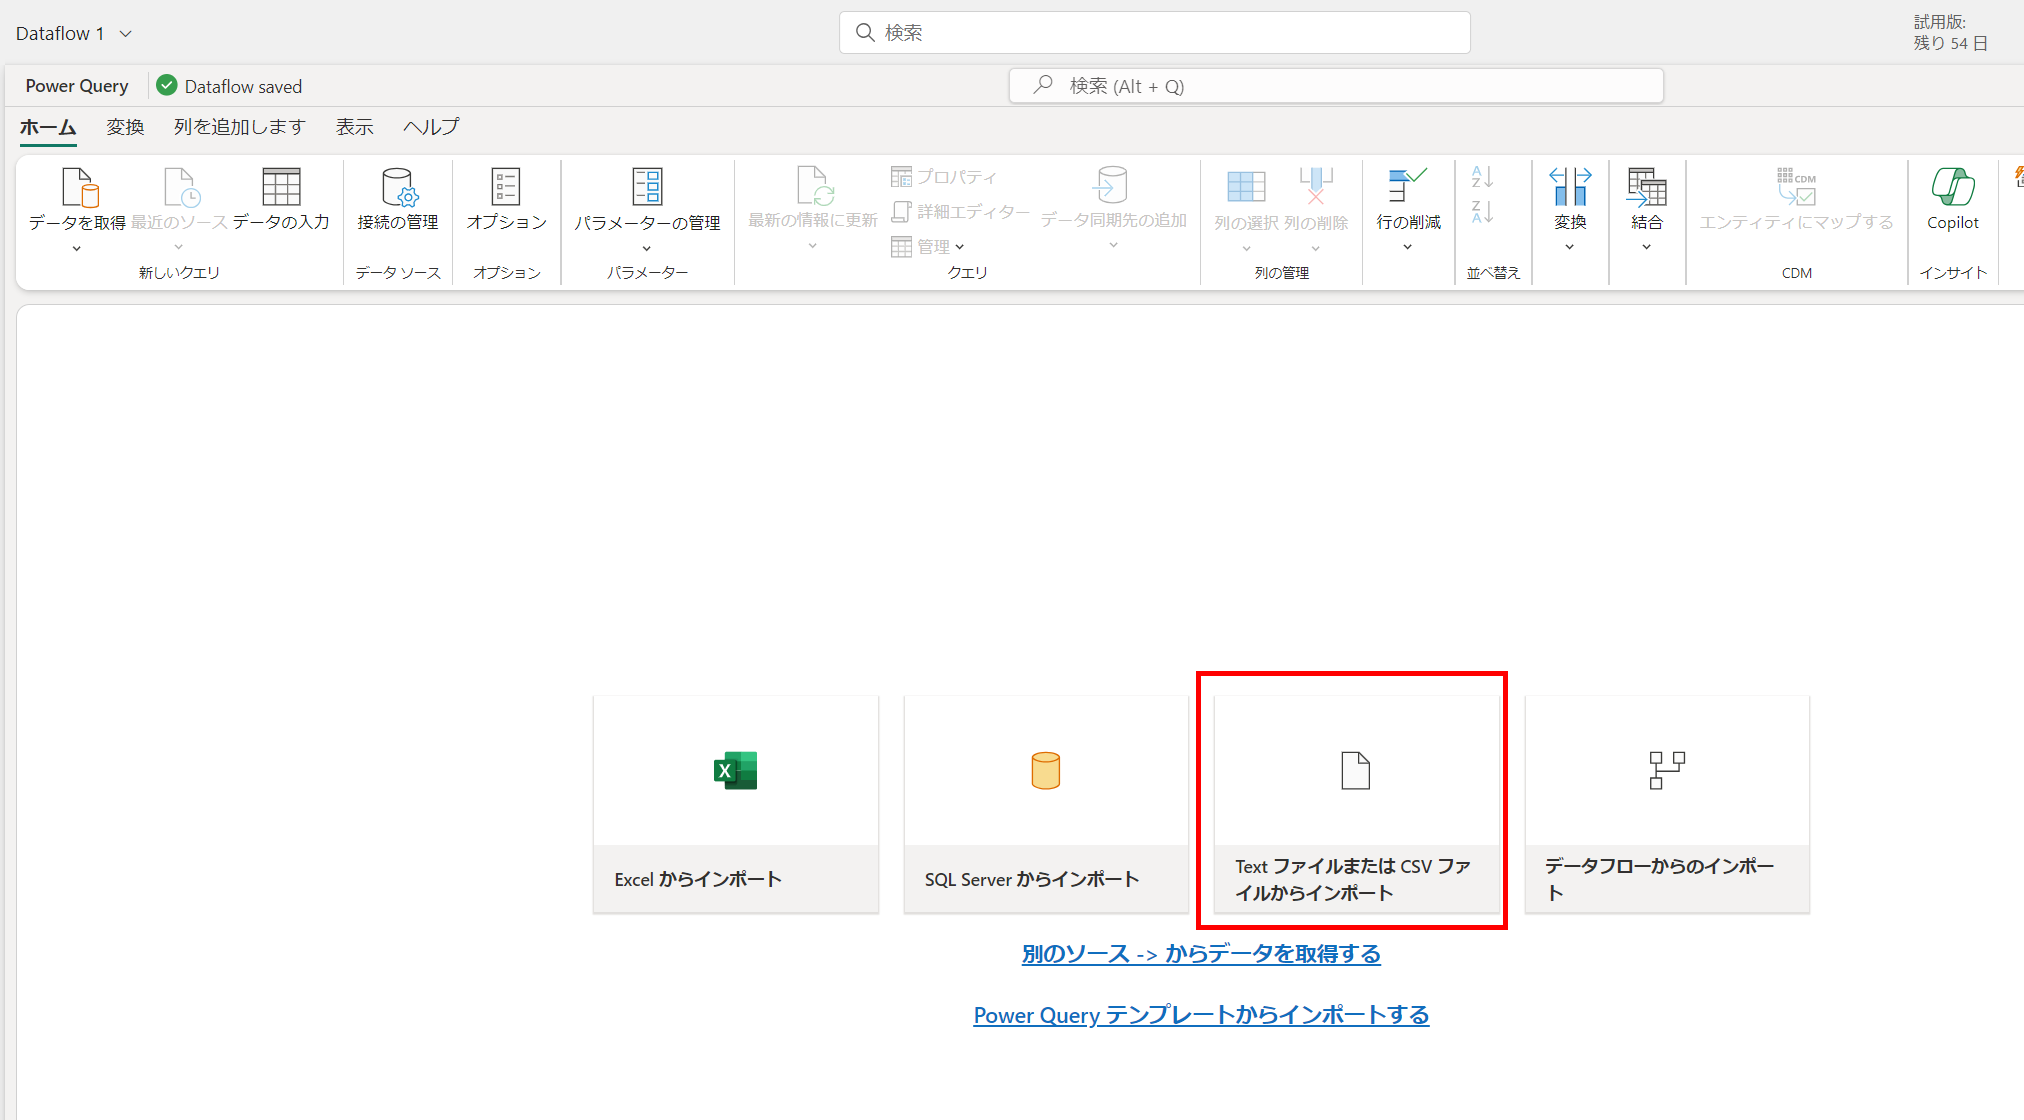 Dataflow 1
検索
試用版:
残り 54 日
Power Query
Dataflow saved
検索 (Alt + Q)
ホーム
変換
列を追加します
表示
ヘルプ
データを取得
最近のソース
データの入力
新しいクエリ
接続の管理
データ ソース
オプション
オプション
パラメーターの管理
パラメーター
最新の情報に更新
プロパティ
詳細エディター
管理
データ同期先の追加
クエリ
列の選択
列の削除
列の管理
行の削減
A
Z
Z
A
並べ替え
変換
結合
CDM
エンティティにマップする
CDM
Copilot
インサイト
X
Excel からインポート
SQL Server からインポート
Text ファイルまたは CSV ファ
イルからインポート
データフローからのインポー
ト
別のソース -> からデータを取得する
Power Query テンプレートからインポートする